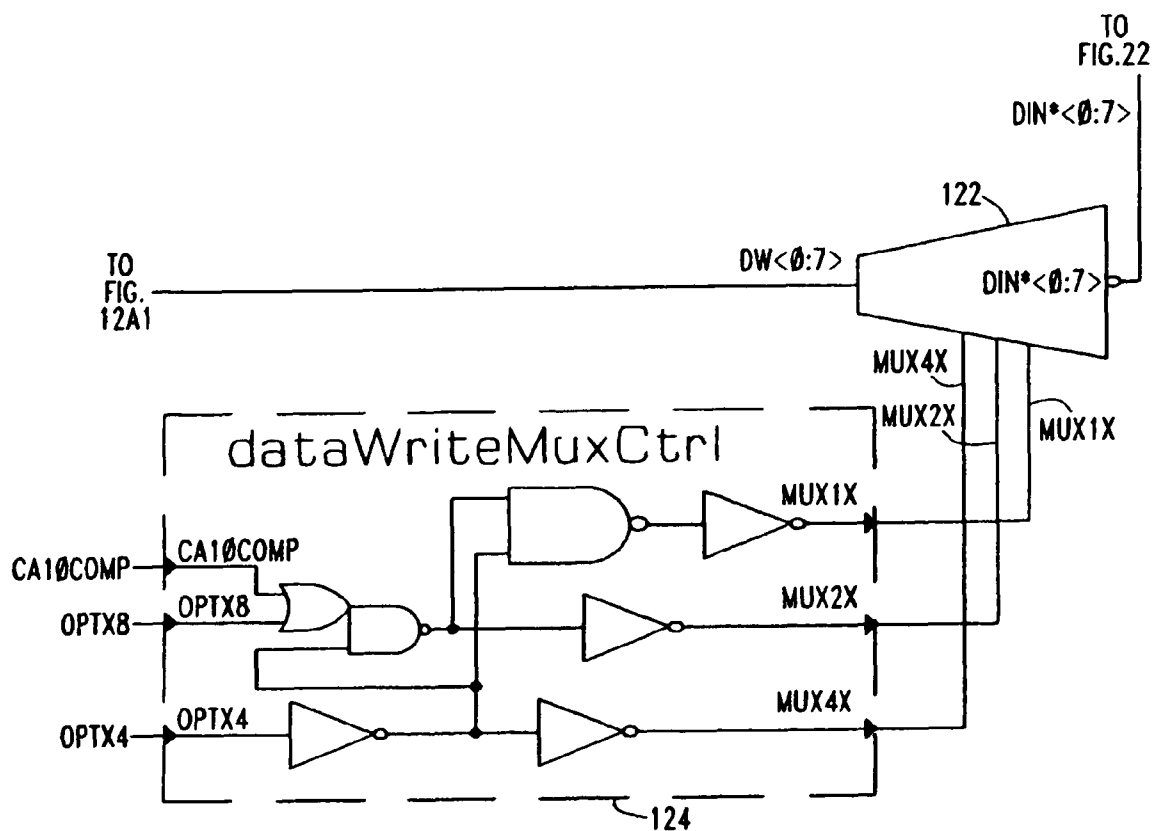 TO
FIG.22
DIN*<Ø:7>
122
TO
FIG.
12A1
DW<Ø:7>
DIN*<Ø:7>
MUX4X
MUX2X
MUX1X
dataWriteMuxCtrl
MUX1X
CA1ØCOMP
CA1ØCOMP
OPTX8
OPTX8
MUX2X
OPTX4
OPTX4
MUX4X
124